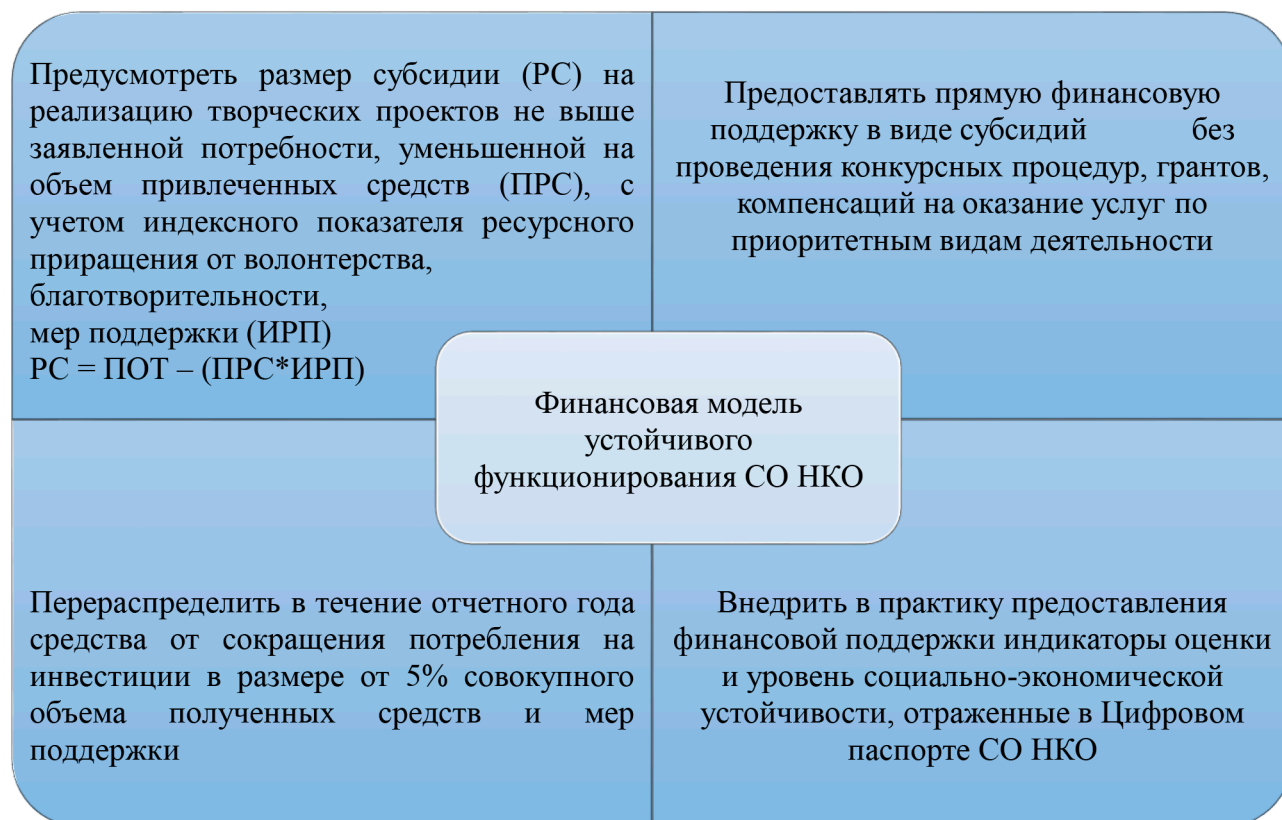 Предусмотреть размер субсидии (РС) на
реализацию творческих проектов не выше
заявленной потребности, уменьшенной на
объем привлеченных средств (ПРС), с
учетом индексного показателя ресурсного
приращения от волонтерства,
благотворительности,
мер поддержки (ИРП)
РС = ПОТ – (ПРС*ИРП)
Предоставлять прямую финансовую
поддержку в виде субсидий без
проведения конкурсных процедур, грантов,
компенсаций на оказание услуг по
приоритетным видам деятельности
Финансовая модель
устойчивого
функционирования СО НКО
Перераспределить в течение отчетного года
средства от сокращения потребления на
инвестиции в размере от 5% совокупного
объема полученных средств и мер
поддержки
Внедрить в практику предоставления
финансовой поддержки индикаторы оценки
и уровень социально-экономической
устойчивости, отраженные в Цифровом
паспорте СО НКО